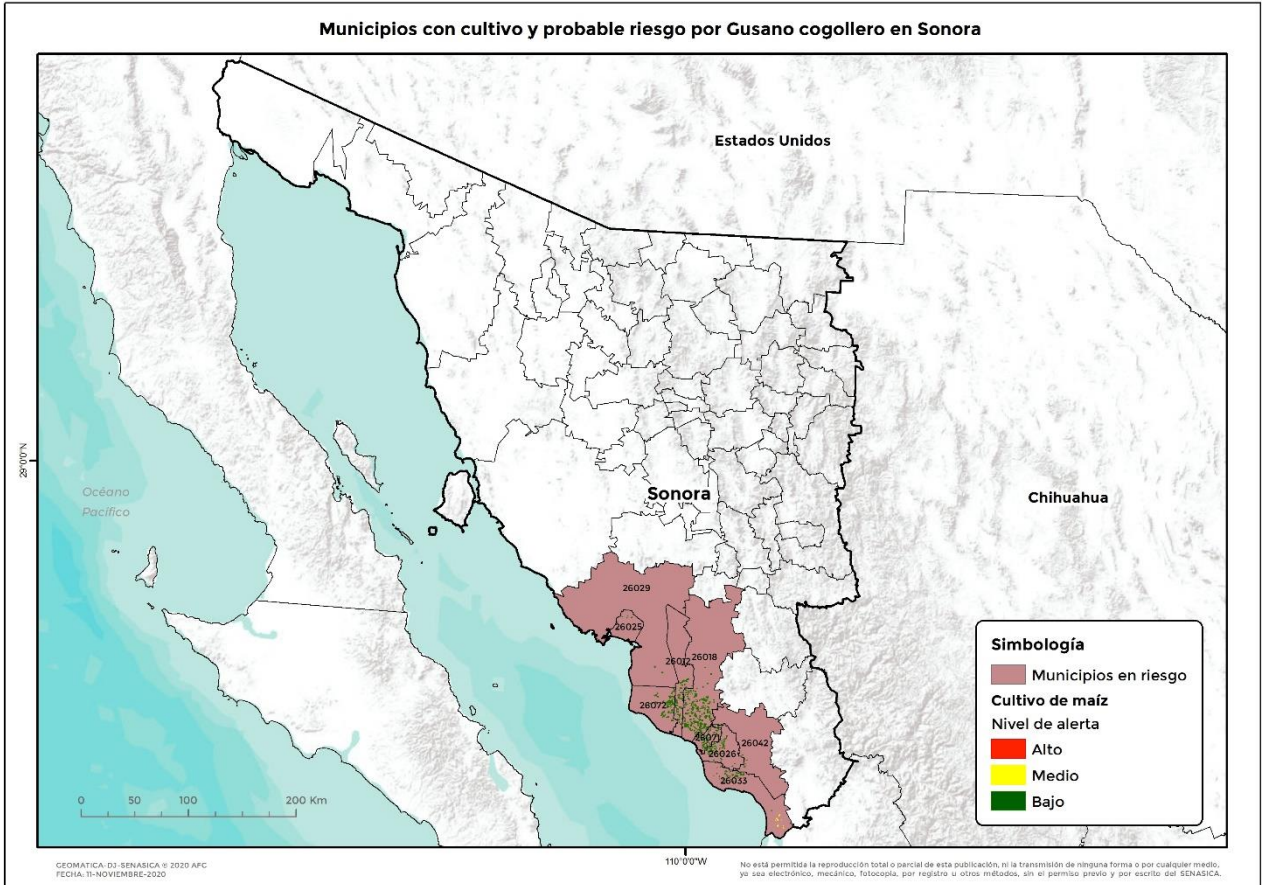 Municipios con cultivo y probable riesgo por Gusano cogollero en Sonora
Estados Unidos
29°0'0"N
Océano
Pacífico
Sonora
Chihuahua
26029
26025
26012
26018
26072
26071
26042
26026
26033
Simbología
Municipios en riesgo
Cultivo de maíz
Nivel de alerta
Alto
Medio
Bajo
0 50 100 200 Km
110°0'0"W
GEOMATICA-DJ-SENASICA © 2020 AFC
FECHA: 11-NOVIEMBRE-2020
No está permitida la reproducción total o parcial de esta publicación, ni la transmisión de ninguna forma o por cualquier medio,
ya sea electrónico, mecánico, fotocopia, por registro u otros métodos, sin el permiso previo y por escrito del SENASICA.